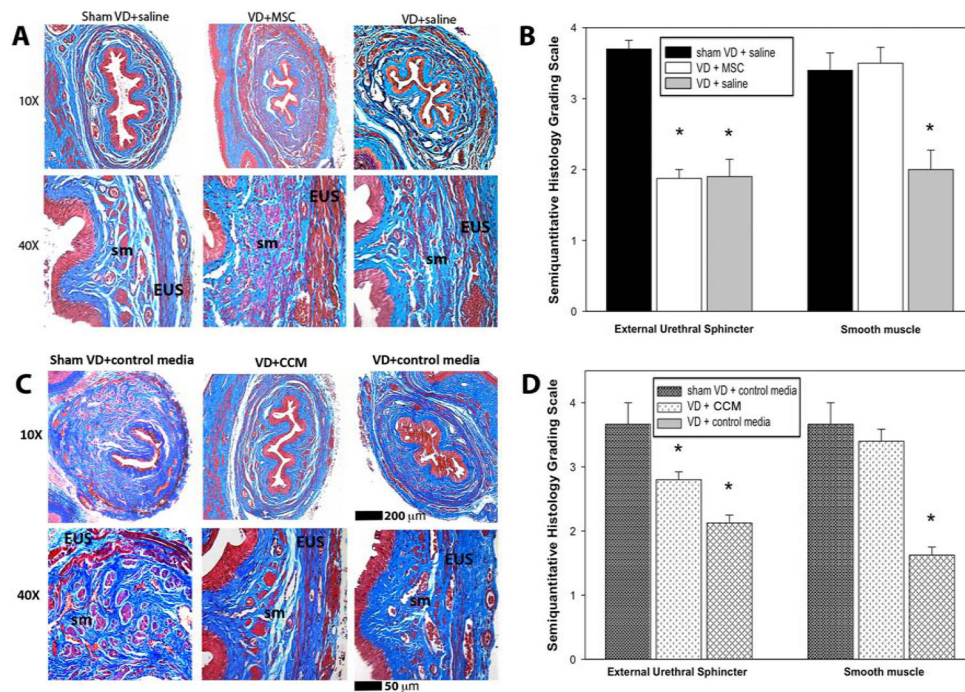 A
Sham VD+saline
VD+MSC
VD+saline
10X
40X
sm
EUS
sm
EUS
sm
EUS
B
Semiquantitative Histology Grading Scale
4
3
2
1
0
sham VD + saline
VD + MSC
VD + saline
*
*
*
External Urethral Sphincter
Smooth muscle
C
Sham VD+control media
VD+CCM
VD+control media
10X
200 µm
40X
EUS
sm
EUS
sm
EUS
sm
50 µm
D
Semiquantitative Histology Grading Scale
4
3
2
1
0
sham VD + control media
VD + CCM
VD + control media
*
*
*
External Urethral Sphincter
Smooth muscle